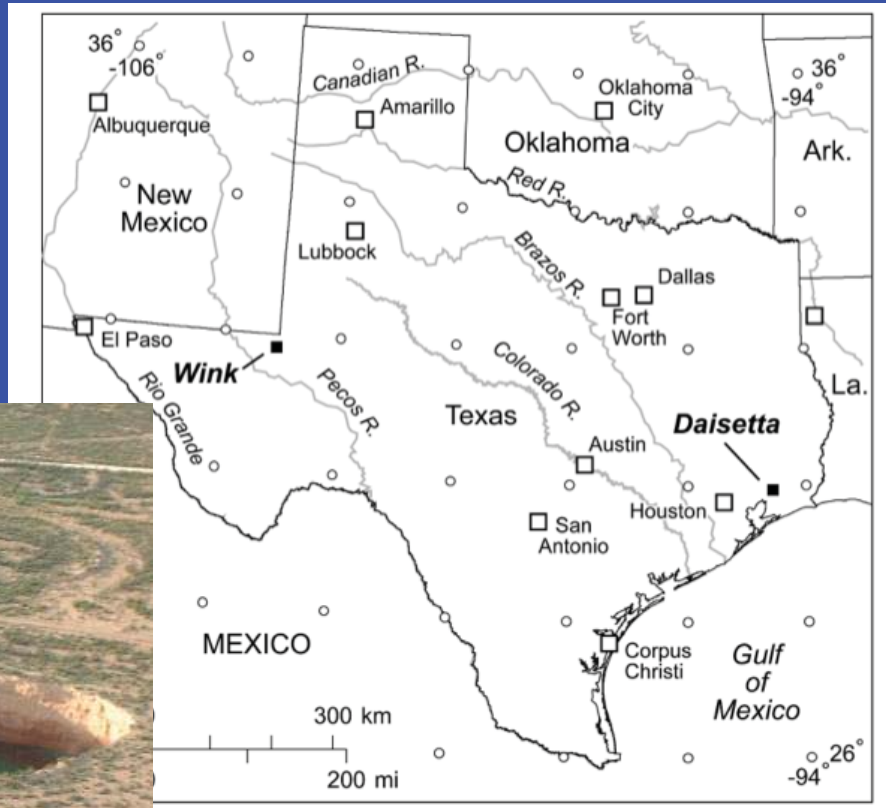 36°
-106°
Canadian R.
Oklahoma
City
36°
-94°
Albuquerque
Amarillo
Oklahoma
Ark.
New
Mexico
Red R.
Lubbock
Brazos R.
Dallas
Fort
Worth
El Paso
Wink
Rio Grande
Pecos R.
Colorado R.
La.
Texas
Daisetta
Austin
Houston
San
Antonio
MEXICO
Corpus
Christi
Gulf
of
Mexico
300 km
200 mi
26°
-94°